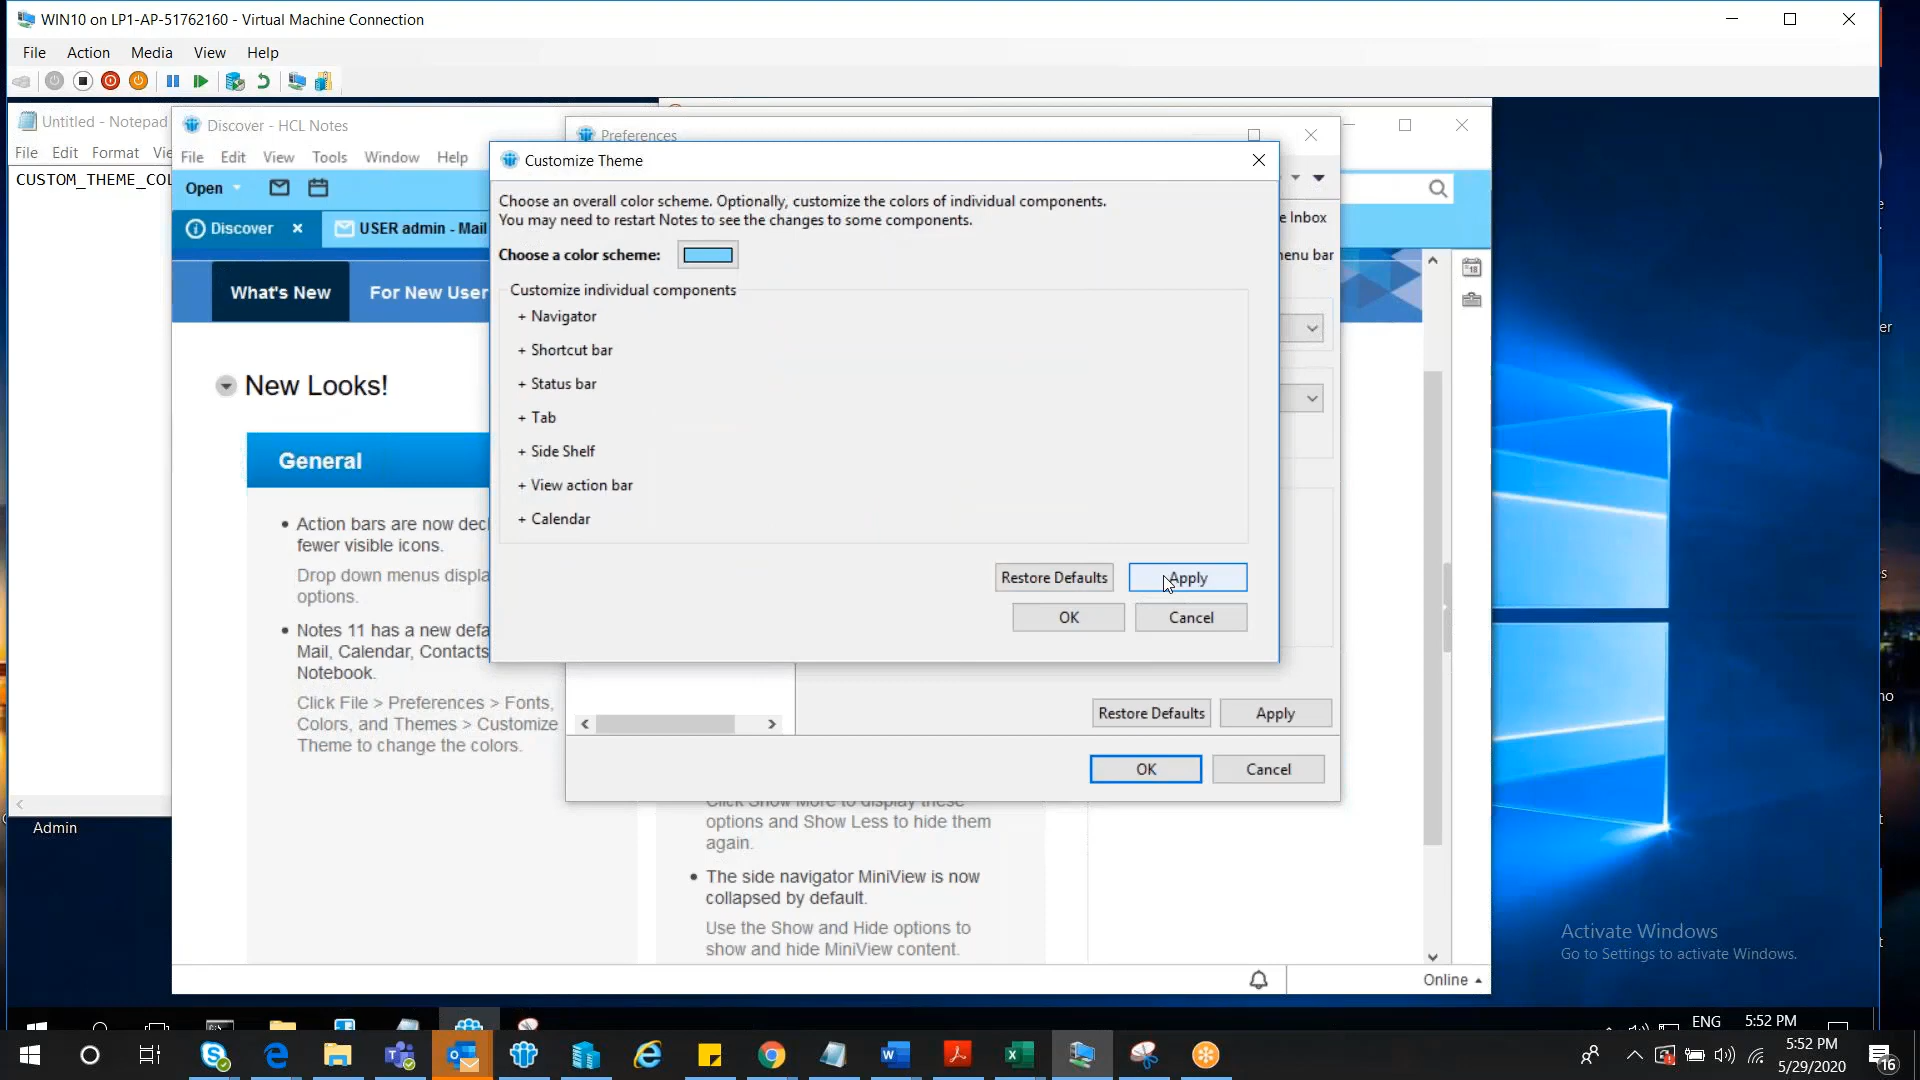 WIN10 on LP1-AP-51762160 - Virtual Machine Connection
File Action Media View Help
Untitled - Notepad
File Edit Format
CUSTOM_THEME_COL
Discover - HCL Notes
File Edit View Tools Window Help
Open
Discover
USER admin - Mail
What's New
For New User
New Looks!
General
Action bars are now decl
fewer visible icons.
Drop down menus displa
options.
Notes 11 has a new defa
Mail, Calendar, Contacts
Notebook.
Click File > Preferences > Fonts,
Colors, and Themes > Customize
Theme to change the colors.
Preferences
e Inbox
enu bar
Customize Theme
Choose an overall color scheme. Optionally, customize the colors of individual components.
You may need to restart Notes to see the changes to some components.
Choose a color scheme:
Customize individual components
+ Navigator
+ Shortcut bar
+ Status bar
+ Tab
+ Side Shelf
+ View action bar
+ Calendar
Restore Defaults Apply
OK Cancel
Restore Defaults Apply
OK Cancel
Click Show More to display these
options and Show Less to hide them
again.
The side navigator MiniView is now
collapsed by default.
Use the Show and Hide options to
show and hide MiniView content.
Online
Admin
18
Activate Windows
Go to Settings to activate Windows.
ENG 5:52 PM
5:52 PM
5/29/2020
16